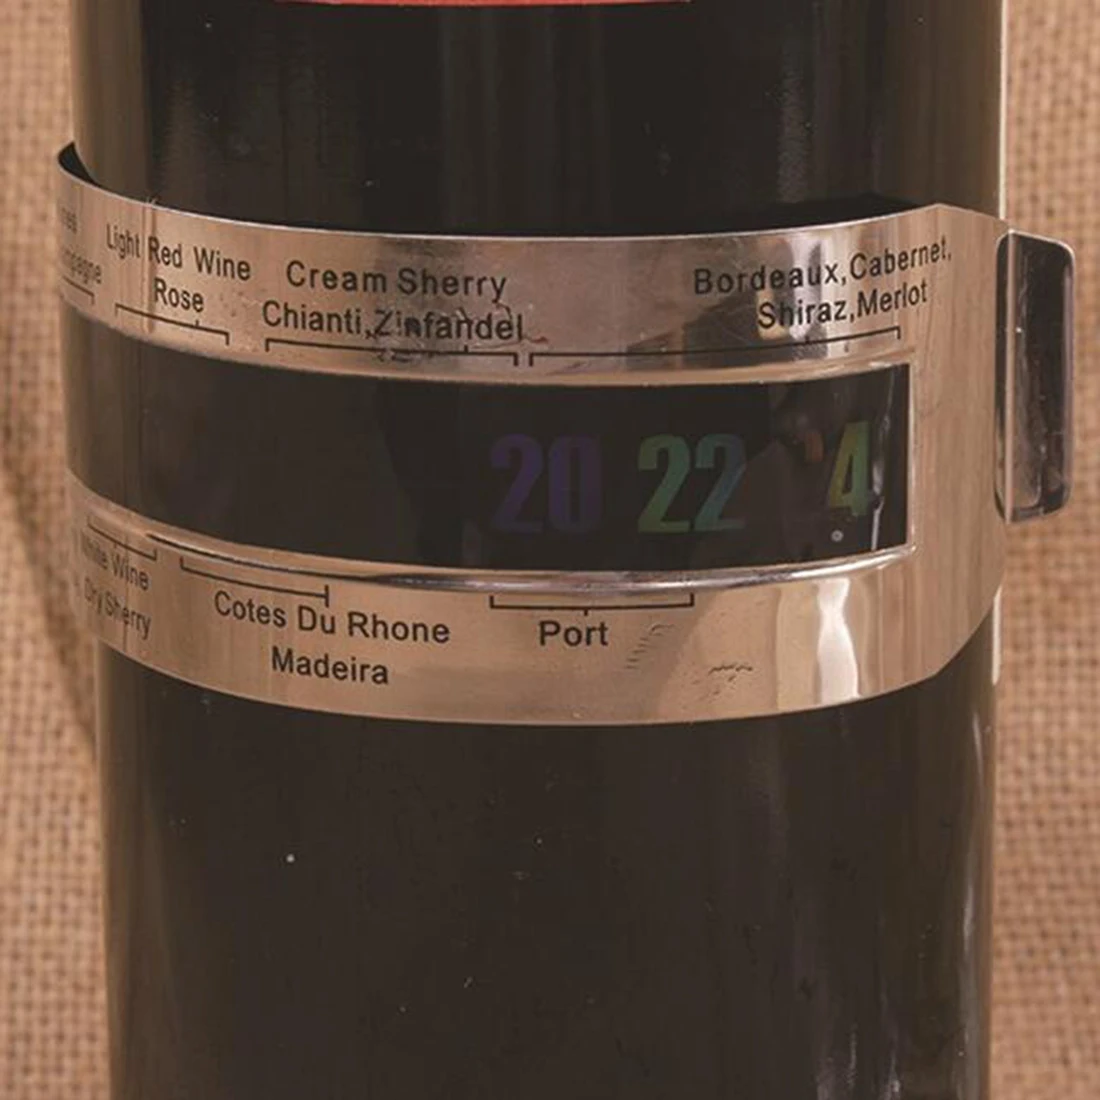 Light Red Wine
Rose
Cream Sherry
Chianti,Zinfandel
Bordeaux,Cabernet,
Shiraz,Merlot
20 22 4
White Wine
Dry Sherry
Cotes Du Rhone
Madeira
Port